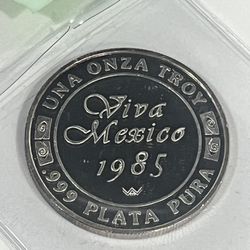 UNA ONZA TROY
Viva
Mexico
1985
.999 PLATA PURA